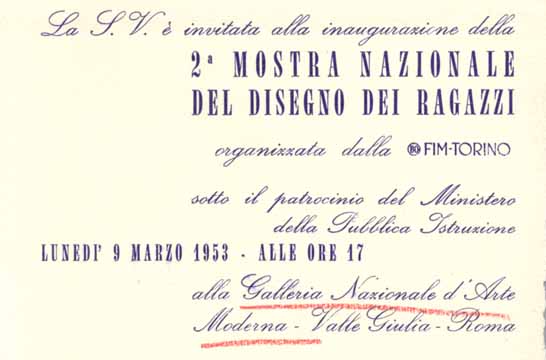 La S. V. è invitata alla inaugurazione della
2ª MOSTRA NAZIONALE
DEL DISEGNO DEI RAGAZZI
organizzata dalla FIM-TORINO
sotto il patrocinio del Ministero
della Pubblica Istruzione
LUNEDI' 9 MARZO 1953 - ALLE ORE 17
alla Galleria Nazionale d'Arte
Moderna - Valle Giulia - Roma